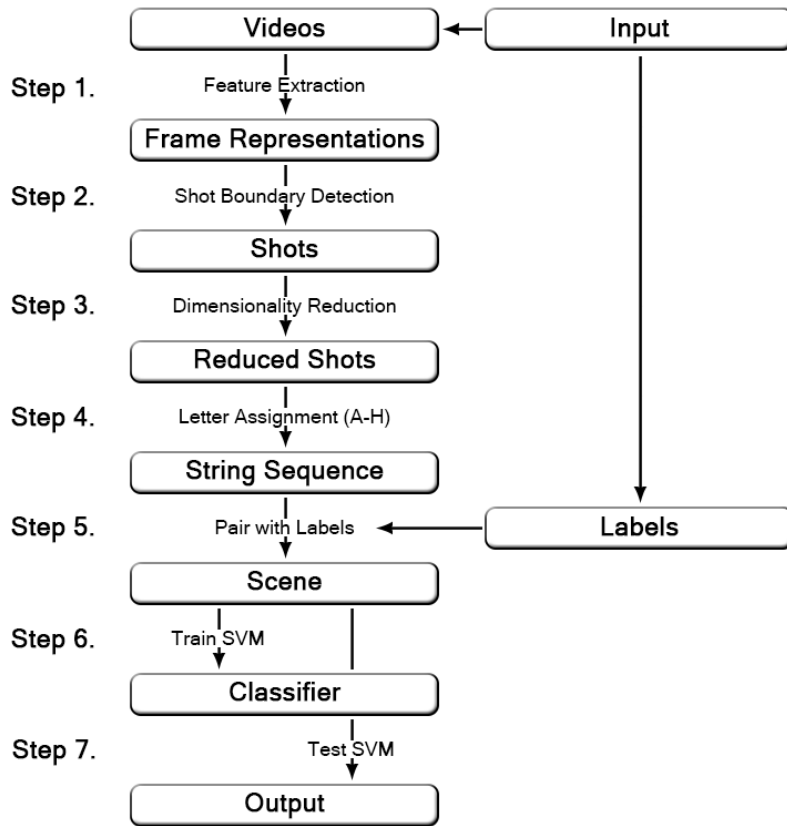 Videos
Input
Step 1.
Feature Extraction
Frame Representations
Step 2.
Shot Boundary Detection
Shots
Step 3.
Dimensionality Reduction
Reduced Shots
Step 4.
Letter Assignment (A-H)
String Sequence
Step 5.
Pair with Labels
Labels
Scene
Step 6.
Train SVM
Classifier
Step 7.
Test SVM
Output